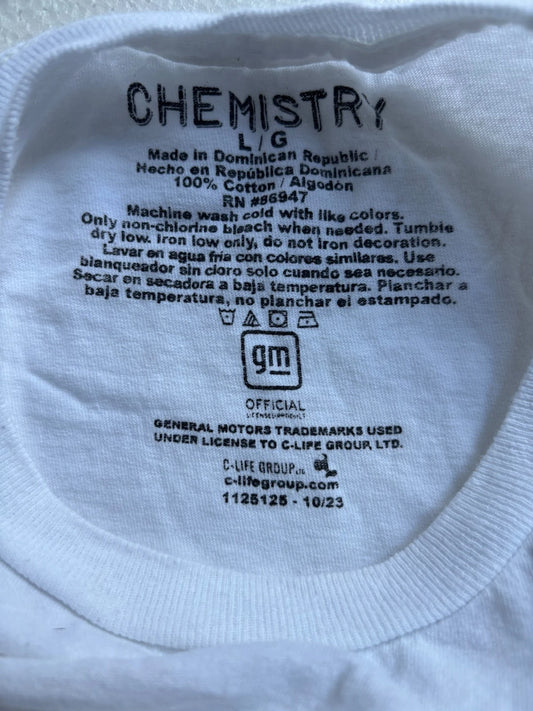 CHEMISTRY
L/G
Made in Dominican Republic/
Hecho en República Dominicana
100% Cotton / Algodón
RN #86947
Machine wash cold with like colors.
Only non-chlorine bleach when needed. Tumble
dry low. Iron low only, do not iron decoration.
Lavar en agua fría con colores similares. Use
blanqueador sin cloro solo cuando sea necesario.
Secar en secadora a baja temperatura. Planchar a
baja temperatura, no planchar el estampado.
gm
OFFICIAL
LICENSED PRODUCT
GENERAL MOTORS TRADEMARKS USED
UNDER LICENSE TO C-LIFE GROUP, LTD.
C-LIFE GROUP LTD
c-lifegroup.com
1125125 - 10/23